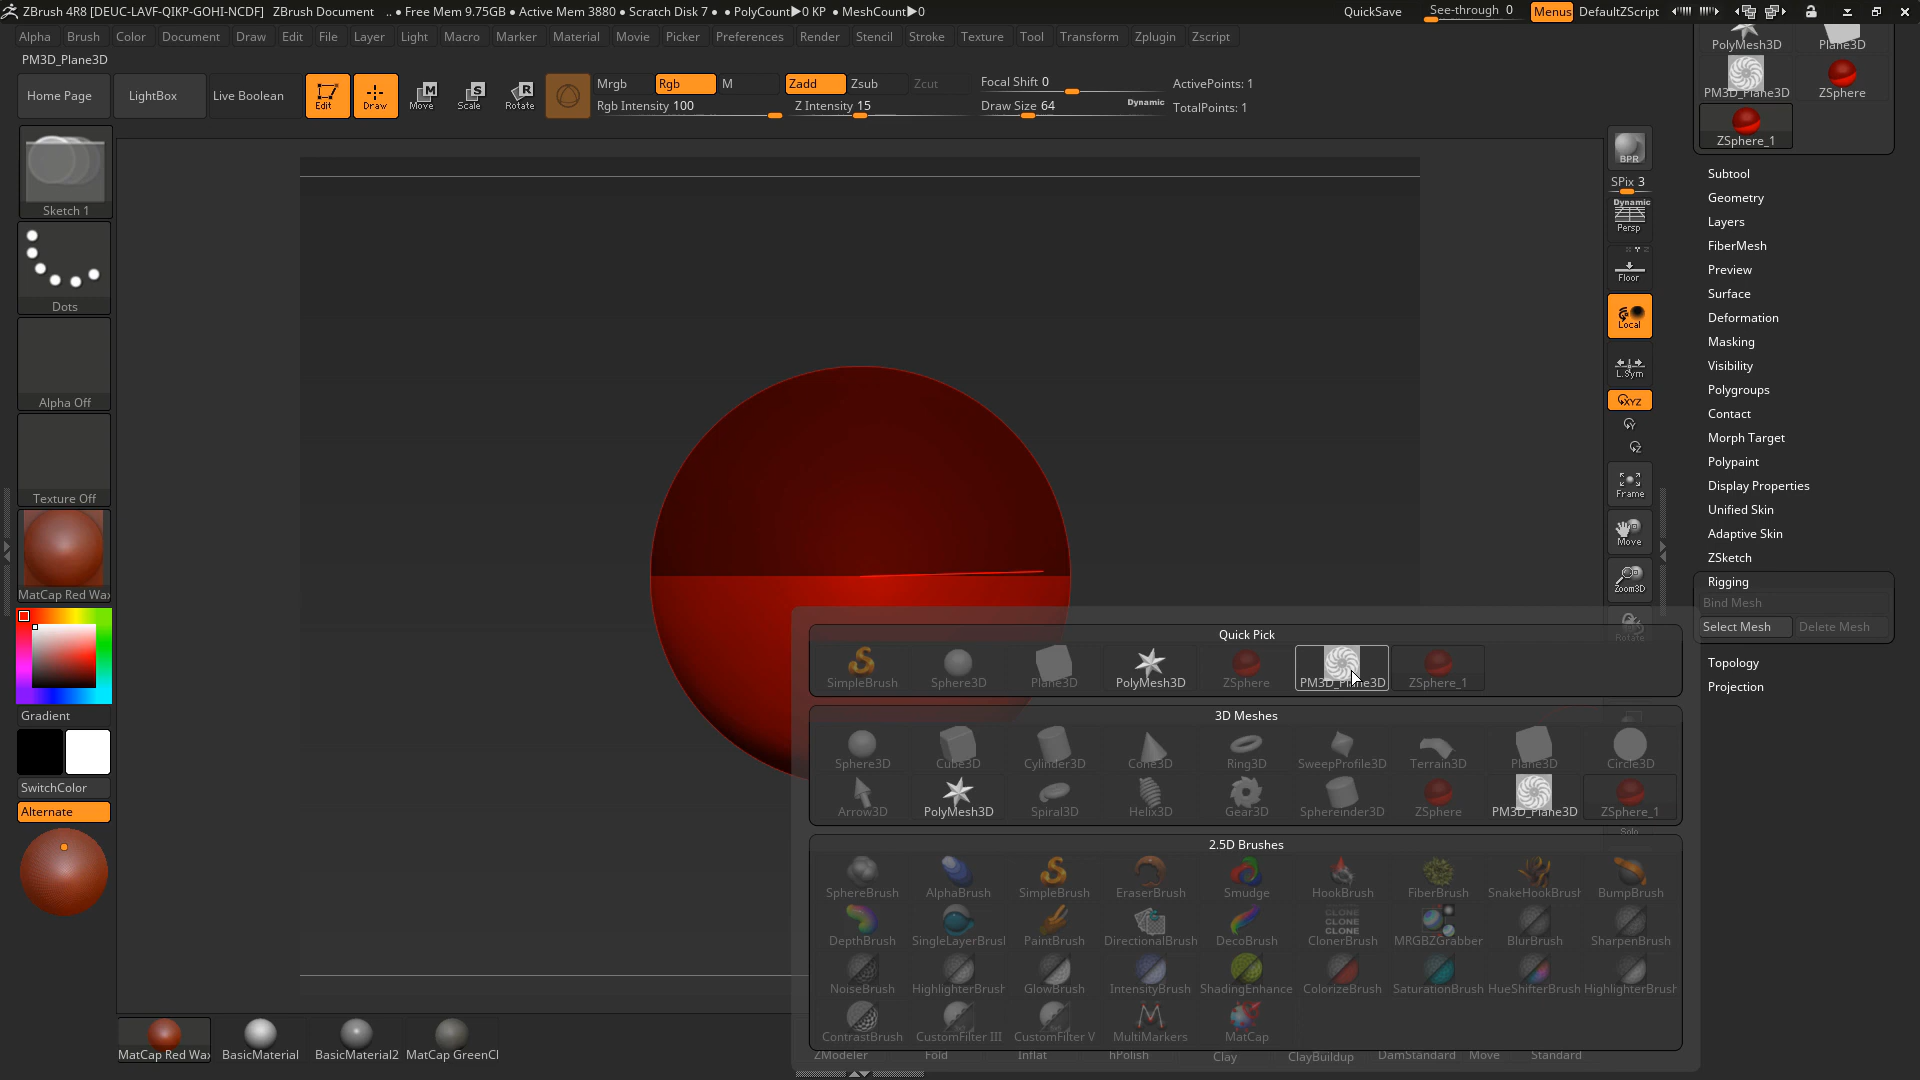 ZBrush 4R8 [DEUC-LAVF-QIKP-GOHI-NCDF] ZBrush Document .. • Free Mem 9.75GB • Active Mem 3880 • Scratch Disk 7 • • PolyCount▶0 KP • MeshCount▶0 QuickSave See-through 0 Menus DefaultZScript
Alpha Brush Color Document Draw Edit File Layer Light Macro Marker Material Movie Picker Preferences Render Stencil Stroke Texture Tool Transform Zplugin Zscript
PM3D_Plane3D
Home Page LightBox Live Boolean Edit Draw Move Scale Rotate
Mrgb Rgb M Zadd Zsub Zcut Focal Shift 0 ActivePoints: 1
Rgb Intensity 100 Z Intensity 15 Draw Size 64 Dynamic TotalPoints: 1
Sketch 1
Dots
Alpha Off
Texture Off
MatCap Red Wax
Gradient
SwitchColor
Alternate
MatCap Red Wax BasicMaterial BasicMaterial2 MatCap GreenCl
BPR
SPix 3
Dynamic
Persp
Floor
Local
L.Sym
XYZ
Y
Z
Frame
Move
Zoom3D
Rotate
Solo
PolyMesh3D Plane3D
PM3D_Plane3D ZSphere
ZSphere_1
Subtool
Geometry
Layers
FiberMesh
Preview
Surface
Deformation
Masking
Visibility
Polygroups
Contact
Morph Target
Polypaint
Display Properties
Unified Skin
Adaptive Skin
ZSketch
Rigging
Bind Mesh
Select Mesh Delete Mesh
Topology
Projection
Quick Pick
SimpleBrush Sphere3D Plane3D PolyMesh3D ZSphere PM3D_Plane3D ZSphere_1
3D Meshes
Sphere3D Cube3D Cylinder3D Cone3D Ring3D SweepProfile3D Terrain3D Plane3D Circle3D
Arrow3D PolyMesh3D Spiral3D Helix3D Gear3D Sphereinder3D ZSphere PM3D_Plane3D ZSphere_1
2.5D Brushes
SphereBrush AlphaBrush SimpleBrush EraserBrush Smudge HookBrush FiberBrush SnakeHookBrush BumpBrush
DepthBrush SingleLayerBrush PaintBrush DirectionalBrush DecoBrush ClonerBrush MRGBZGrabber BlurBrush SharpenBrush
CLONE
CLONE
CLONE
NoiseBrush HighlighterBrush GlowBrush IntensityBrush ShadingEnhance ColorizeBrush SaturationBrush HueShifterBrush HighlighterBrush
ContrastBrush CustomFilter III CustomFilter V MultiMarkers MatCap
ZModeler Fold Inflat hPolish Clay ClayBuildup DamStandard Move Standard